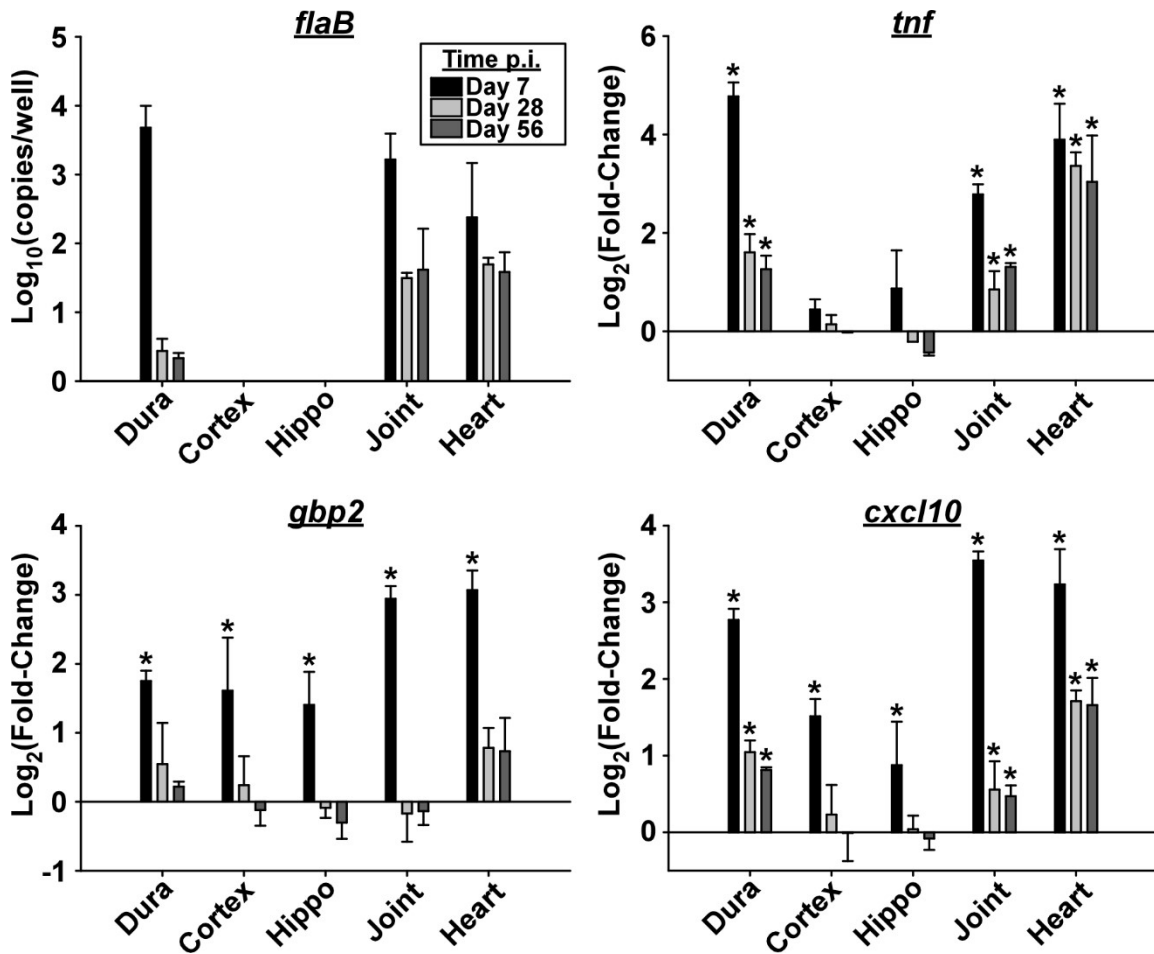 flaB
Log10(copies/well)
5
4
3
2
1
0
Time p.i.
Day 7
Day 28
Day 56
Dura
Cortex
Hippo
Joint
Heart
tnf
Log2(Fold-Change)
6
4
2
0
* * * * * * * * *
Dura
Cortex
Hippo
Joint
Heart
gbp2
Log2(Fold-Change)
4
3
2
1
0
-1
* * * * *
Dura
Cortex
Hippo
Joint
Heart
cxcl10
Log2(Fold-Change)
4
3
2
1
0
* * * * * * * * * * *
Dura
Cortex
Hippo
Joint
Heart